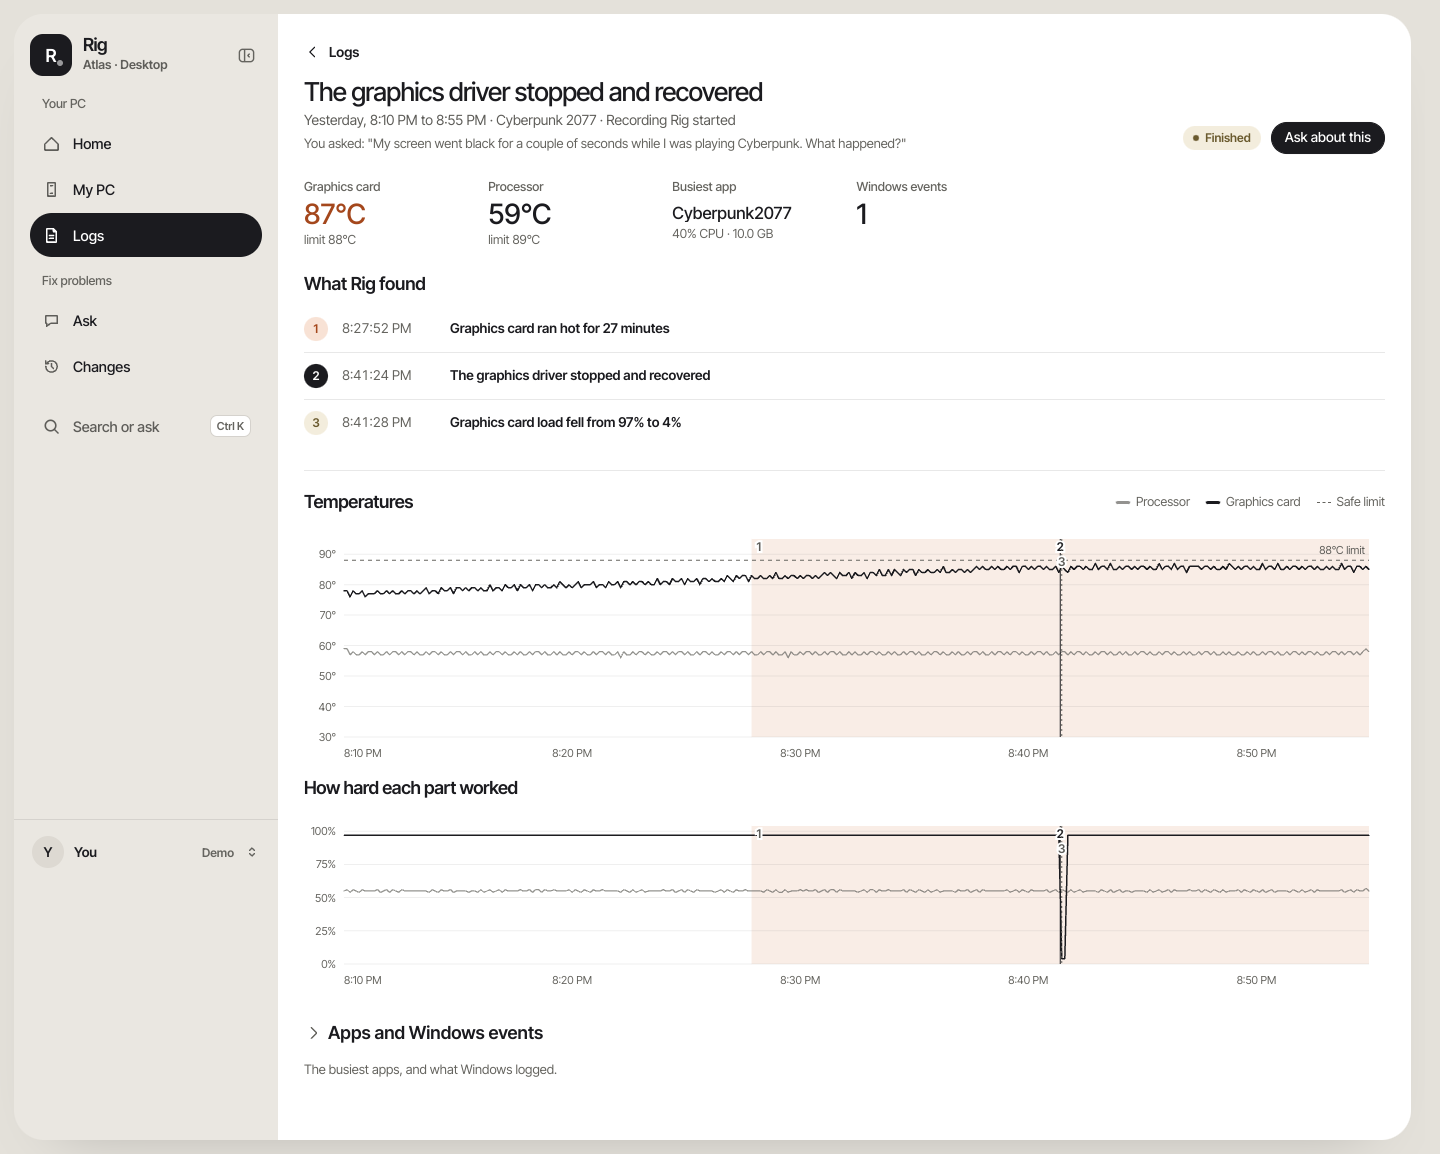 R.
Rig
Atlas · Desktop
Your PC
Home
My PC
Logs
Fix problems
Ask
Changes
Search or ask
Ctrl K
Y
You
Demo
Logs
The graphics driver stopped and recovered
Yesterday, 8:10 PM to 8:55 PM · Cyberpunk 2077 · Recording Rig started
You asked: "My screen went black for a couple of seconds while I was playing Cyberpunk. What happened?"
Finished
Ask about this
Graphics card
87°C
limit 88°C
Processor
59°C
limit 89°C
Busiest app
Cyberpunk2077
40% CPU · 10.0 GB
Windows events
1
What Rig found
1 8:27:52 PM Graphics card ran hot for 27 minutes
2 8:41:24 PM The graphics driver stopped and recovered
3 8:41:28 PM Graphics card load fell from 97% to 4%
Temperatures
Processor Graphics card Safe limit
1
2
3
88°C limit
90°
80°
70°
60°
50°
40°
30°
8:10 PM 8:20 PM 8:30 PM 8:40 PM 8:50 PM
How hard each part worked
1
2
3
100%
75%
50%
25%
0%
8:10 PM 8:20 PM 8:30 PM 8:40 PM 8:50 PM
Apps and Windows events
The busiest apps, and what Windows logged.